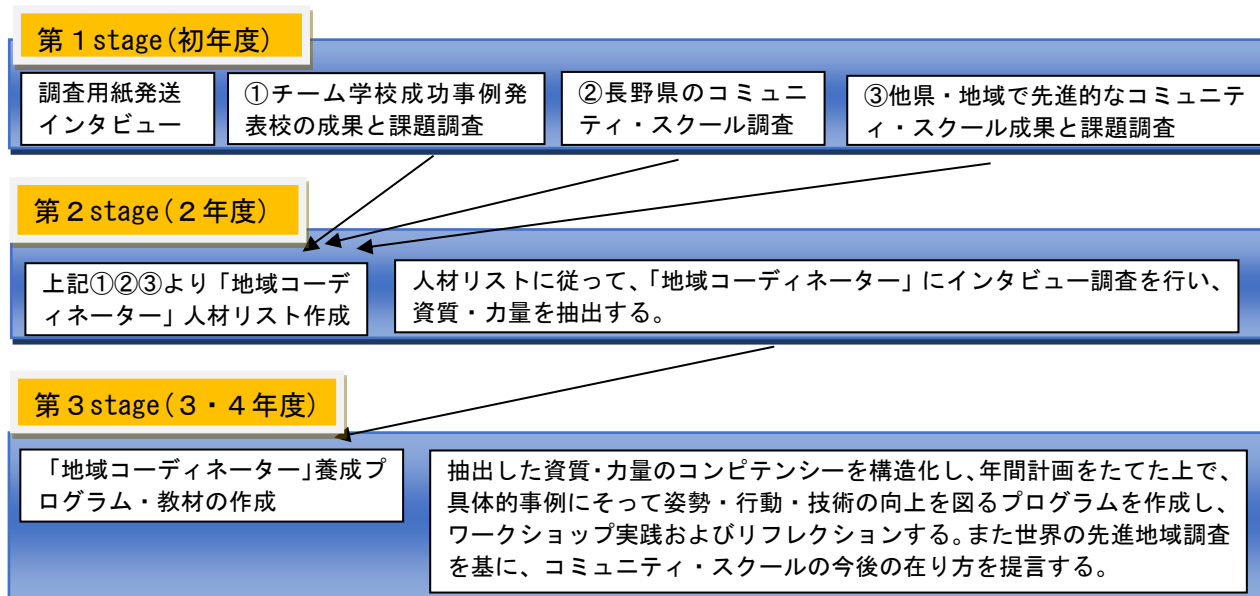 第1stage(初年度)
調査用紙発送
インタビュー
①チーム学校成功事例発
表校の成果と課題調査
②長野県のコミュニ
ティ・スクール調査
③他県・地域で先進的なコミュニテ
ィ・スクール成果と課題調査
第2stage(2年度)
上記①②③より「地域コーデ
ィネーター」人材リスト作成
人材リストに従って、「地域コーディネーター」にインタビュー調査を行い、
資質・力量を抽出する。
第3stage(3・4年度)
「地域コーディネーター」養成プ
ログラム・教材の作成
抽出した資質・力量のコンピテンシーを構造化し、年間計画をたてた上で、
具体的事例にそって姿勢・行動・技術の向上を図るプログラムを作成し、
ワークショップ実践およびリフレクションする。また世界の先進地域調査
を基に、コミュニティ・スクールの今後の在り方を提言する。